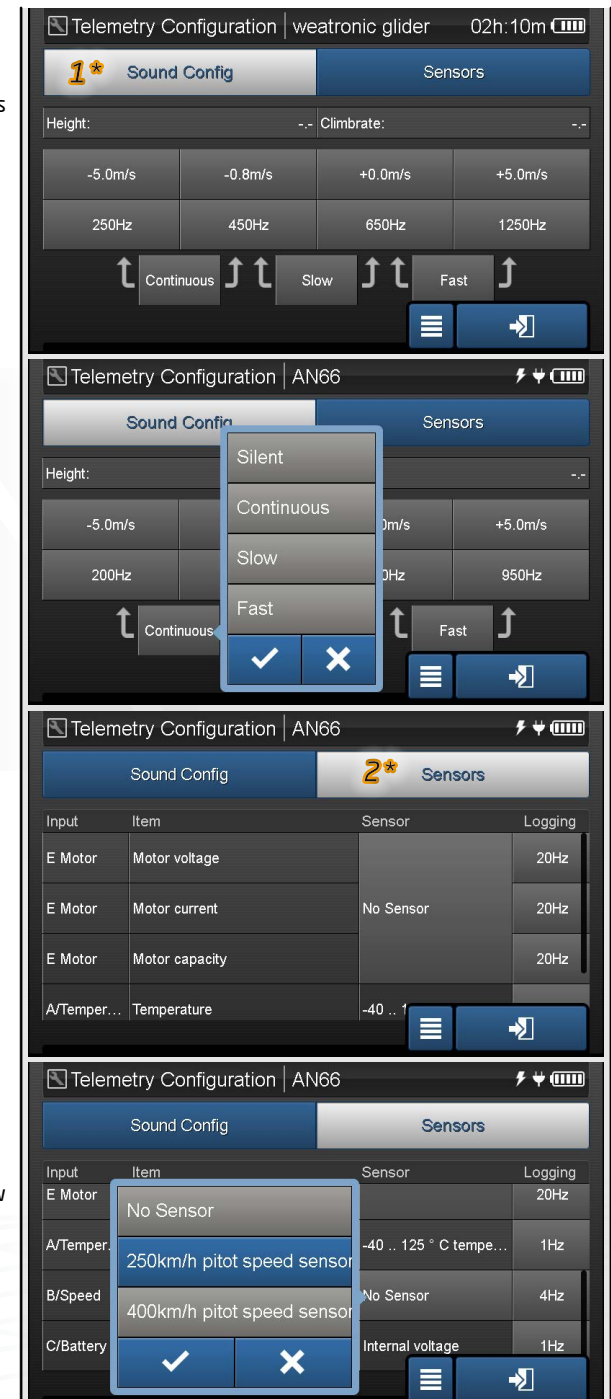 Telemetry Configuration | weatronic glider 02h:10m
1* Sound Config Sensors
s
Height: -.- Climbrate: -.-
-5.0m/s -0.8m/s +0.0m/s +5.0m/s
250Hz 450Hz 650Hz 1250Hz
Continuous Slow Fast
Telemetry Configuration | AN66
Sound Config Sensors
Silent
Height: -.-
Continuous
-5.0m/s 0m/s +5.0m/s
Slow
200Hz 0Hz 950Hz
Fast
Continuous Fast
Telemetry Configuration | AN66
Sound Config 2* Sensors
Input Item Sensor Logging
E Motor Motor voltage 20Hz
E Motor Motor current No Sensor 20Hz
E Motor Motor capacity 20Hz
A/Temper... Temperature -40 .. 1
Telemetry Configuration | AN66
Sound Config Sensors
Input Item Sensor Logging
E Motor 20Hz
No Sensor
A/Temper. -40 .. 125 ° C tempe... 1Hz
250km/h pitot speed sensor
B/Speed No Sensor 4Hz
400km/h pitot speed sensor
C/Battery Internal voltage 1Hz